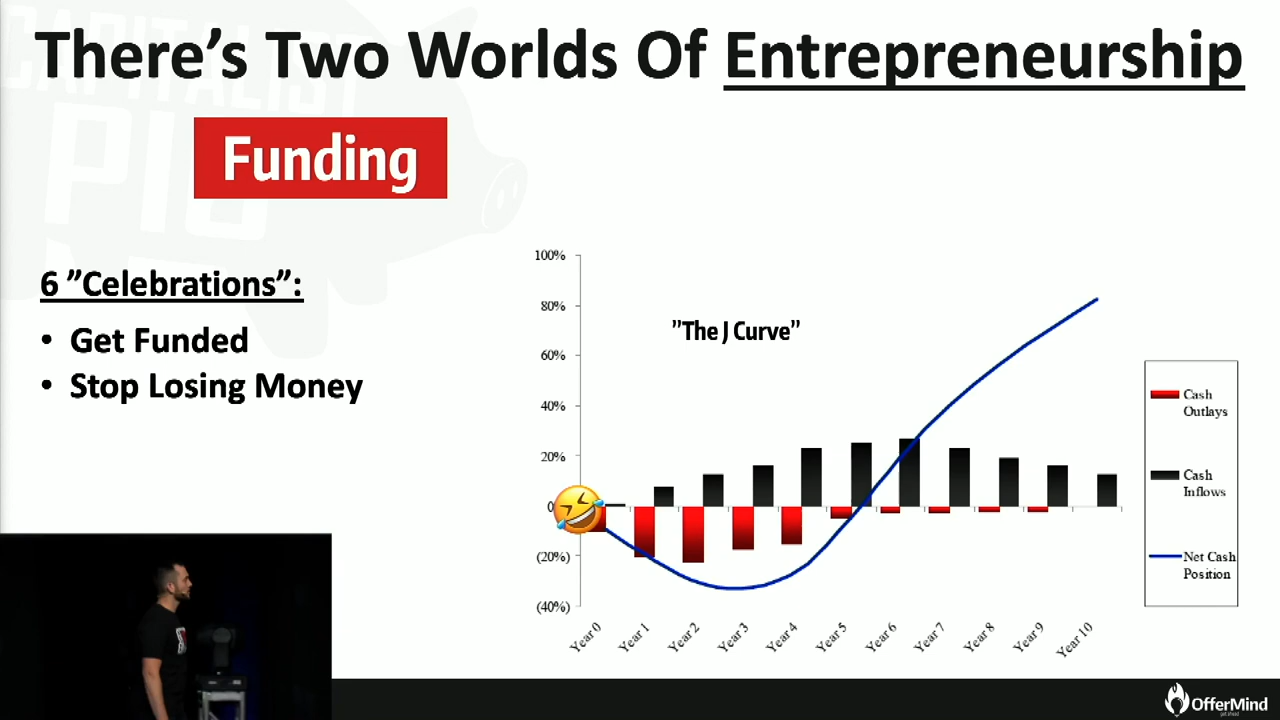 There's Two Worlds Of Entrepreneurship
CAPITALIST
PIG
Funding
6 ”Celebrations”:
• Get Funded
• Stop Losing Money
”The J Curve”
100%
80%
60%
40%
20%
0
(20%)
(40%)
Year 0
Year 1
Year 2
Year 3
Year 4
Year 5
Year 6
Year 7
Year 8
Year 9
Year 10
Cash
Outlays
Cash
Inflows
Net Cash
Position
OfferMind